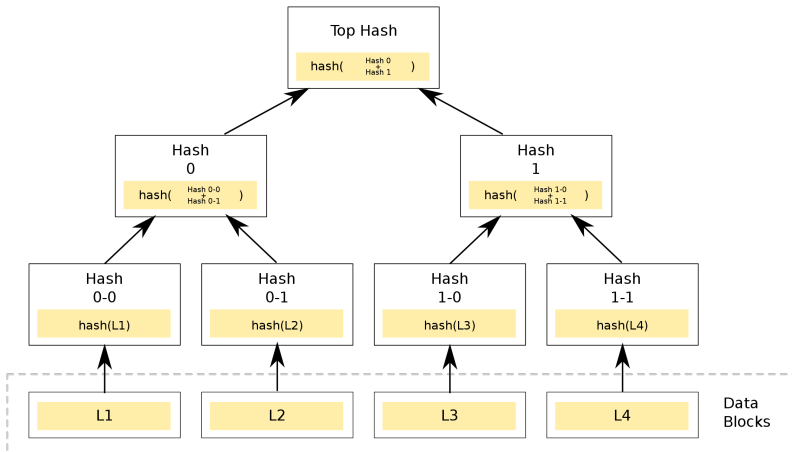 Top Hash
hash( Hash 0 + Hash 1 )
Hash
0
hash( Hash 0-0 + Hash 0-1 )
Hash
1
hash( Hash 1-0 + Hash 1-1 )
Hash
0-0
hash(L1)
Hash
0-1
hash(L2)
Hash
1-0
hash(L3)
Hash
1-1
hash(L4)
L1
L2
L3
L4
Data
Blocks